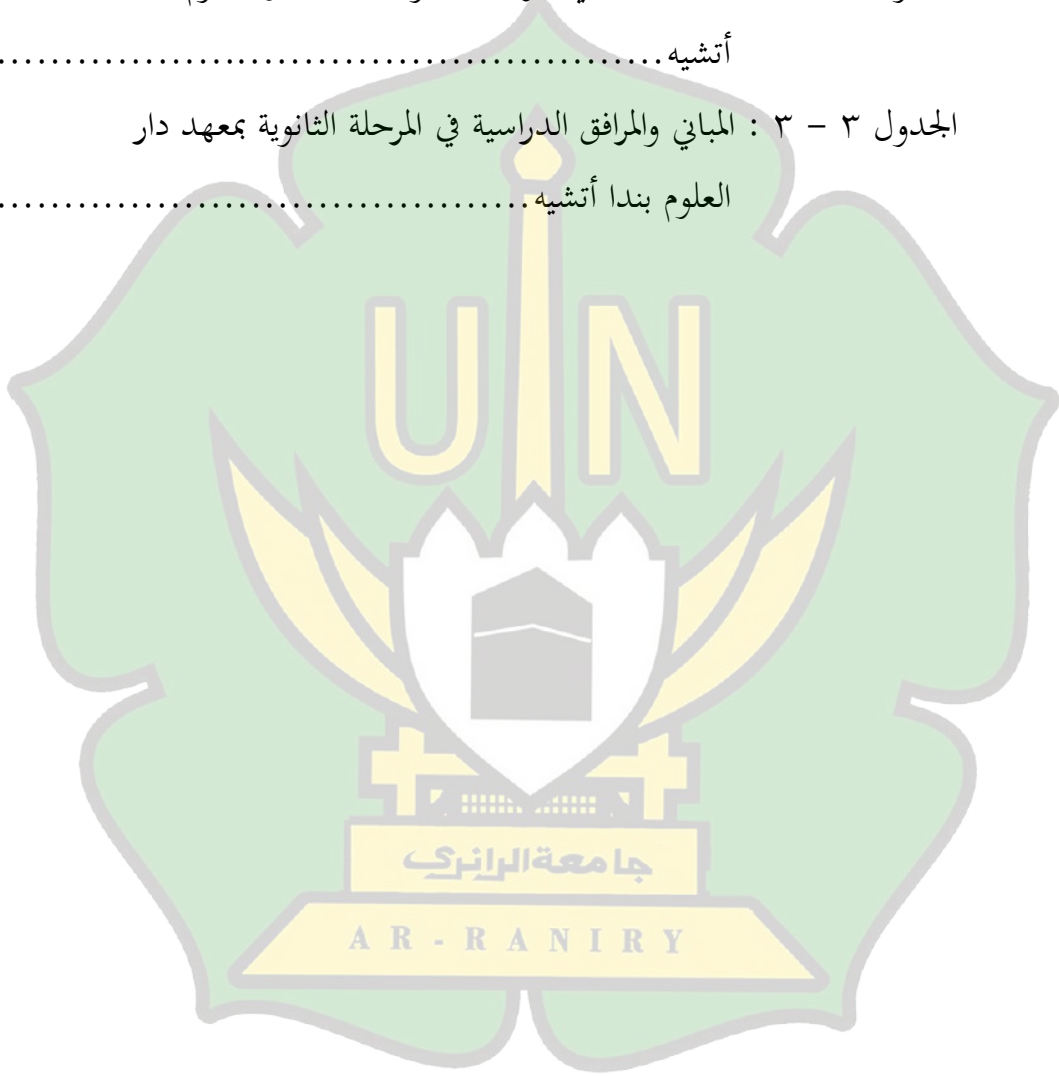 أتشيه......................................................
الجدول ٣ – ٣ : المباني والمرافق الدراسية في المرحلة الثانوية بمعهد دار
العلوم بندا أتشيه..........................................
UIN
جامعة الرانري
AR-RANIRY